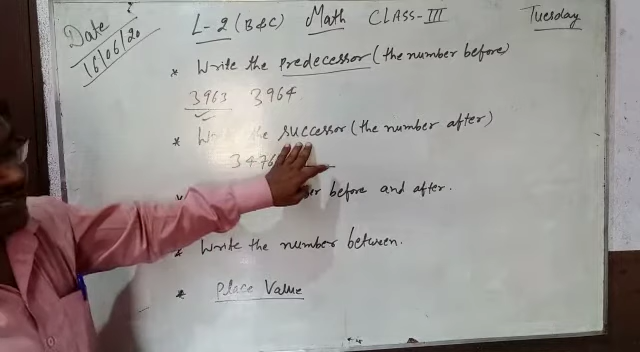 Date
16/06/20
L-2 (B&C) Math CLASS-III Tuesday
* Write the predecessor (the number before)
3963 3964
* the successor (the number after)
before and after.
* Write the number between.
* Place Value